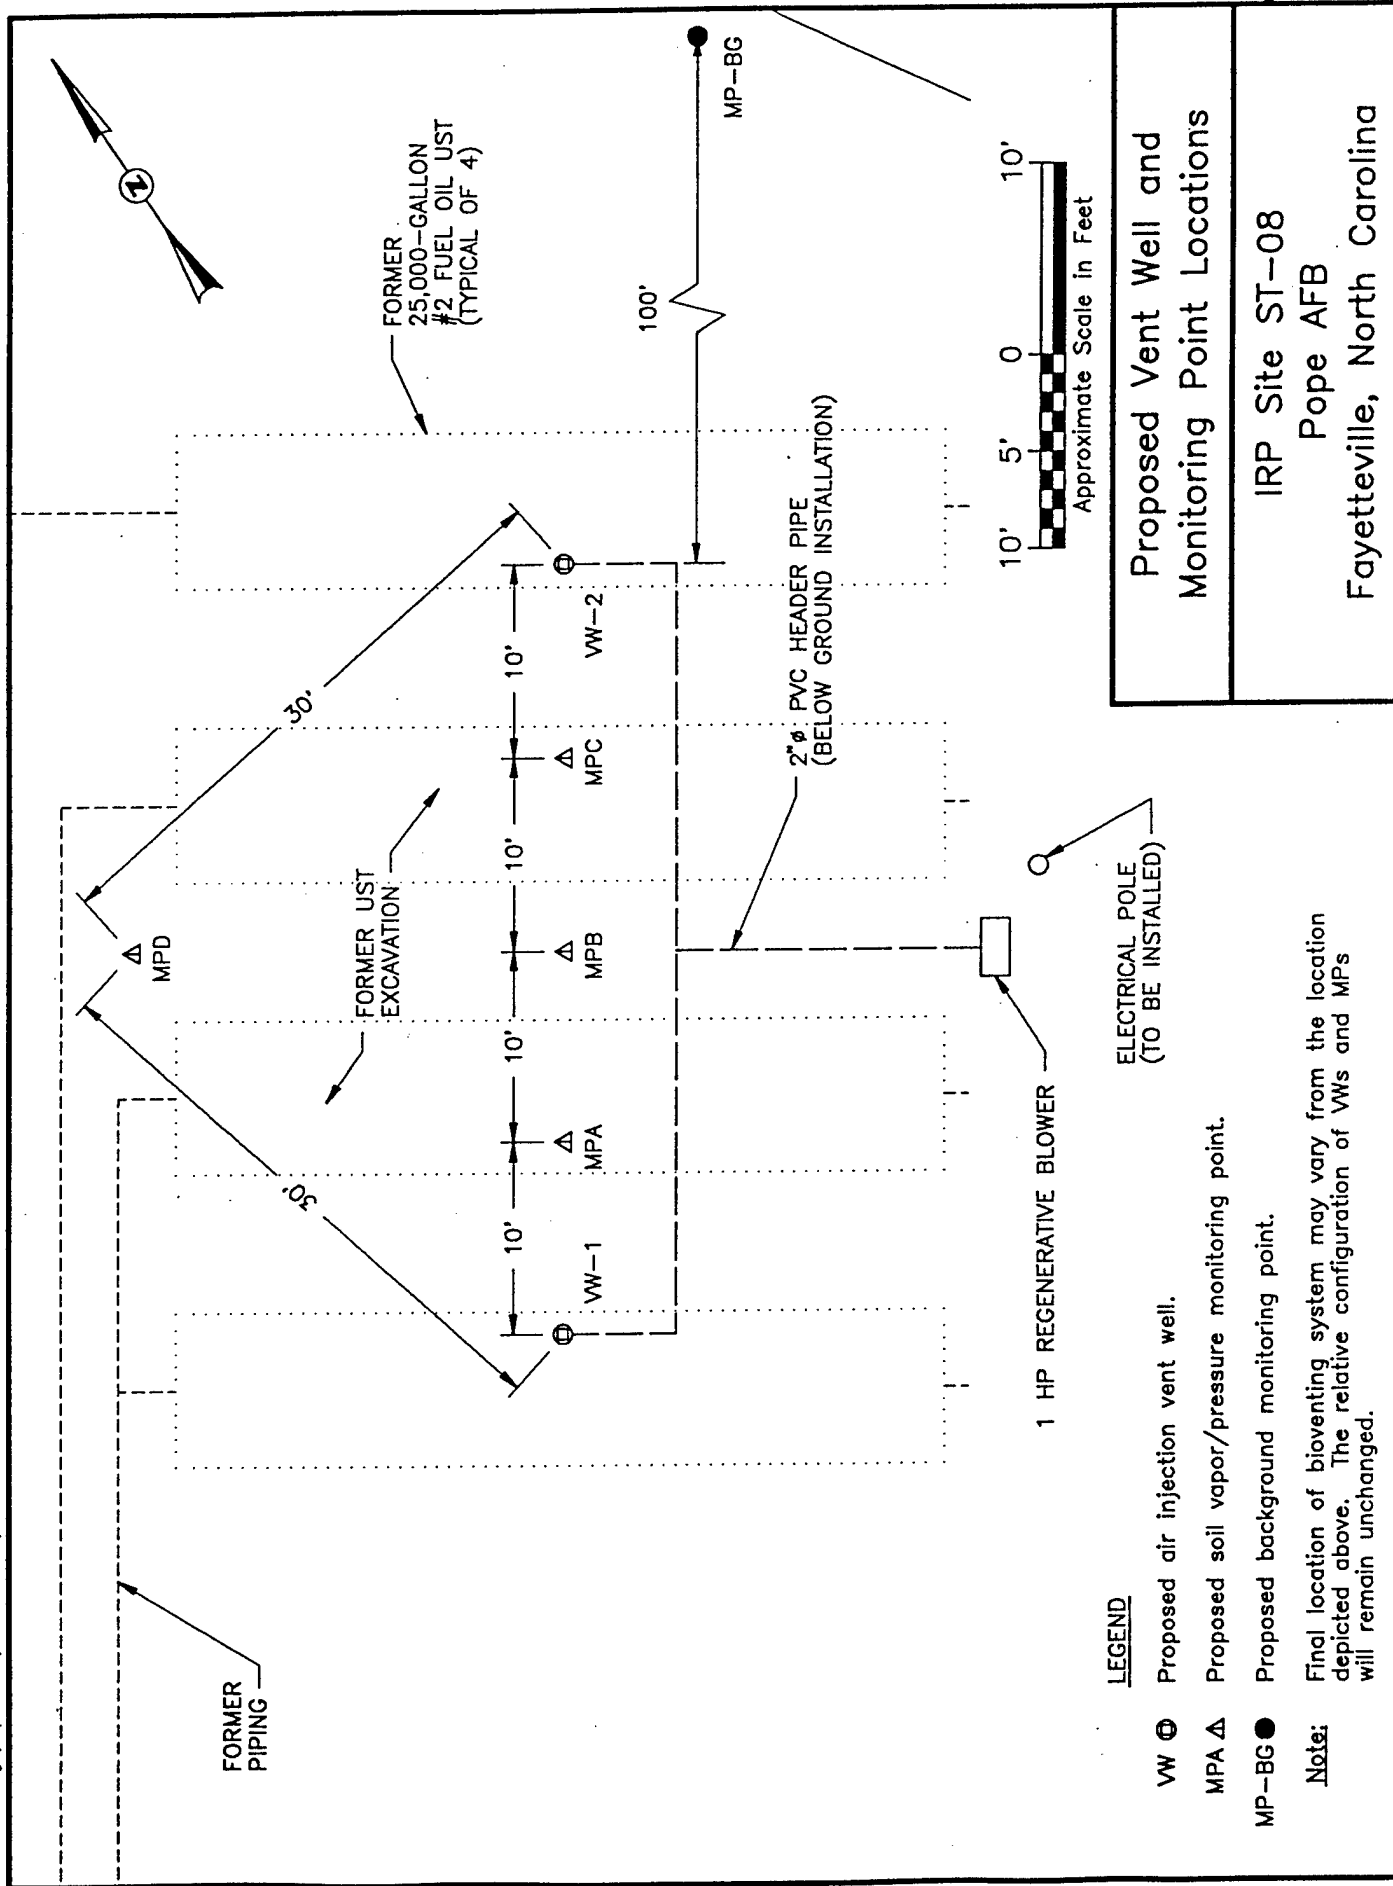 N
FORMER
25,000-GALLON
#2 FUEL OIL UST
(TYPICAL OF 4)
MP-BG
100'
30'
30'
MPD
FORMER UST
EXCAVATION
10'
10'
10'
10'
VW-1
MPA
MPB
MPC
VW-2
FORMER
PIPING
2"ø PVC HEADER PIPE
(BELOW GROUND INSTALLATION)
1 HP REGENERATIVE BLOWER
ELECTRICAL POLE
(TO BE INSTALLED)
10' 5' 0 10'
Approximate Scale in Feet
LEGEND
VW Proposed air injection vent well.
MPA Proposed soil vapor/pressure monitoring point.
MP-BG Proposed background monitoring point.
Note: Final location of bioventing system may vary from the location
depicted above. The relative configuration of VWs and MPs
will remain unchanged.
Proposed Vent Well and
Monitoring Point Locations
IRP Site ST-08
Pope AFB
Fayetteville, North Carolina